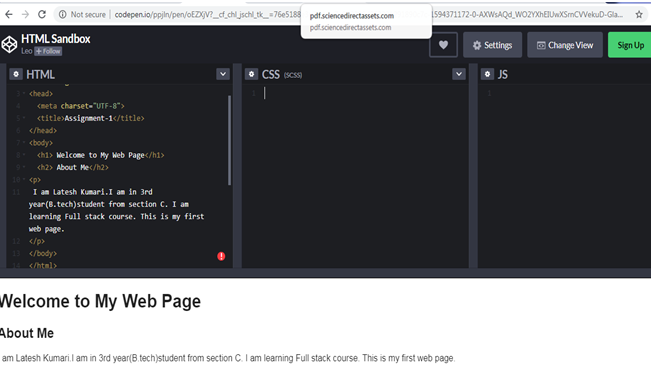 Not secure | codepen.io/ppjln/pen/oEZXjV?__cf_chl_jschl_tk__=76e5188
pdf.sciencedirectassets.com
pdf.sciencedirectassets.com
HTML Sandbox
Leo + Follow
Settings
Change View
Sign Up
HTML
CSS (SCSS)
JS
3 <head>
4 <meta charset="UTF-8">
5 <title>Assignment-1</title>
6 </head>
7 <body>
8 <h1> Welcome to My Web Page</h1>
9 <h2> About Me</h2>
10 <p>
11 I am Latesh Kumari.I am in 3rd
year(B.tech)student from section C. I am
learning Full stack course. This is my first
web page.
12 </p>
13 </body>
14 </html>
1
1
Welcome to My Web Page
About Me
am Latesh Kumari.I am in 3rd year(B.tech)student from section C. I am learning Full stack course. This is my first web page.